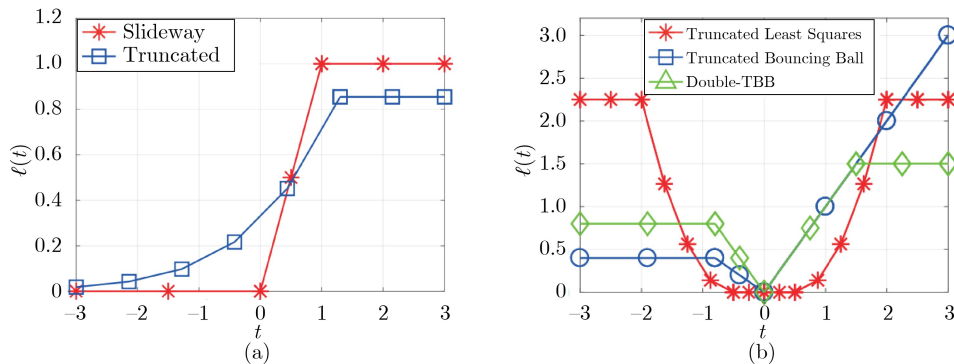 1.2
1.0
0.8
0.6
0.4
0.2
0
ℓ(t)
Slideway
Truncated
−3 −2 −1 0 1 2 3
t
(a)
3.0
2.5
2.0
1.5
1.0
0.5
0
ℓ(t)
Truncated Least Squares
Truncated Bouncing Ball
Double-TBB
−3 −2 −1 0 1 2 3
t
(b)